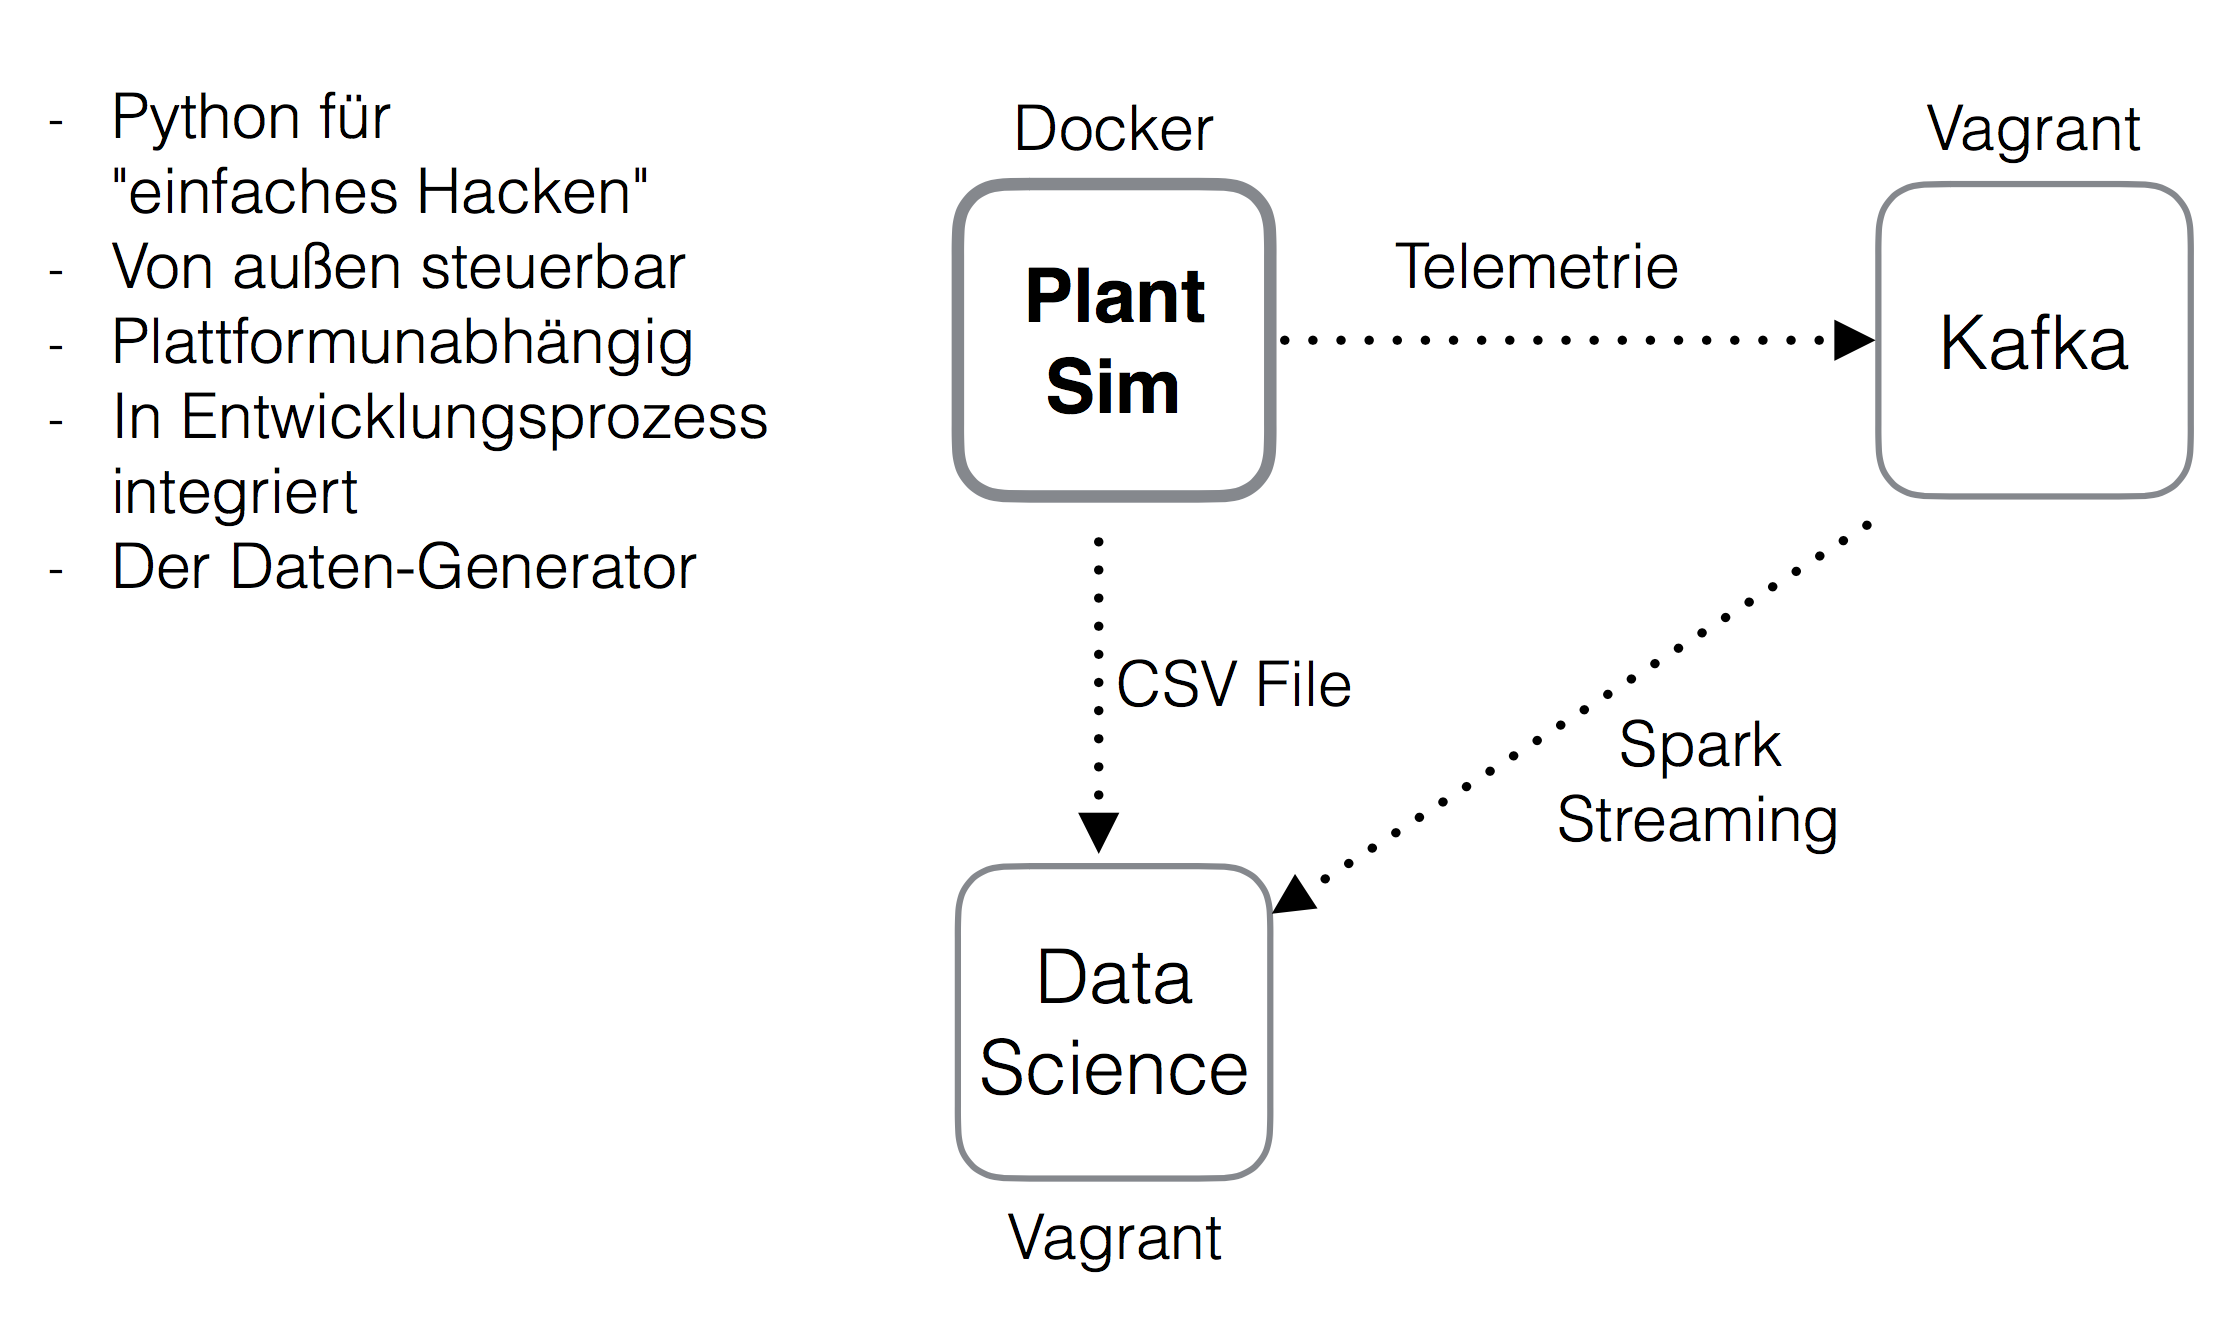 - Python für
"einfaches Hacken"
- Von außen steuerbar
- Plattformunabhängig
- In Entwicklungsprozess
integriert
- Der Daten-Generator
Docker
Plant
Sim
Telemetrie
Vagrant
Kafka
CSV File
Spark
Streaming
Data
Science
Vagrant